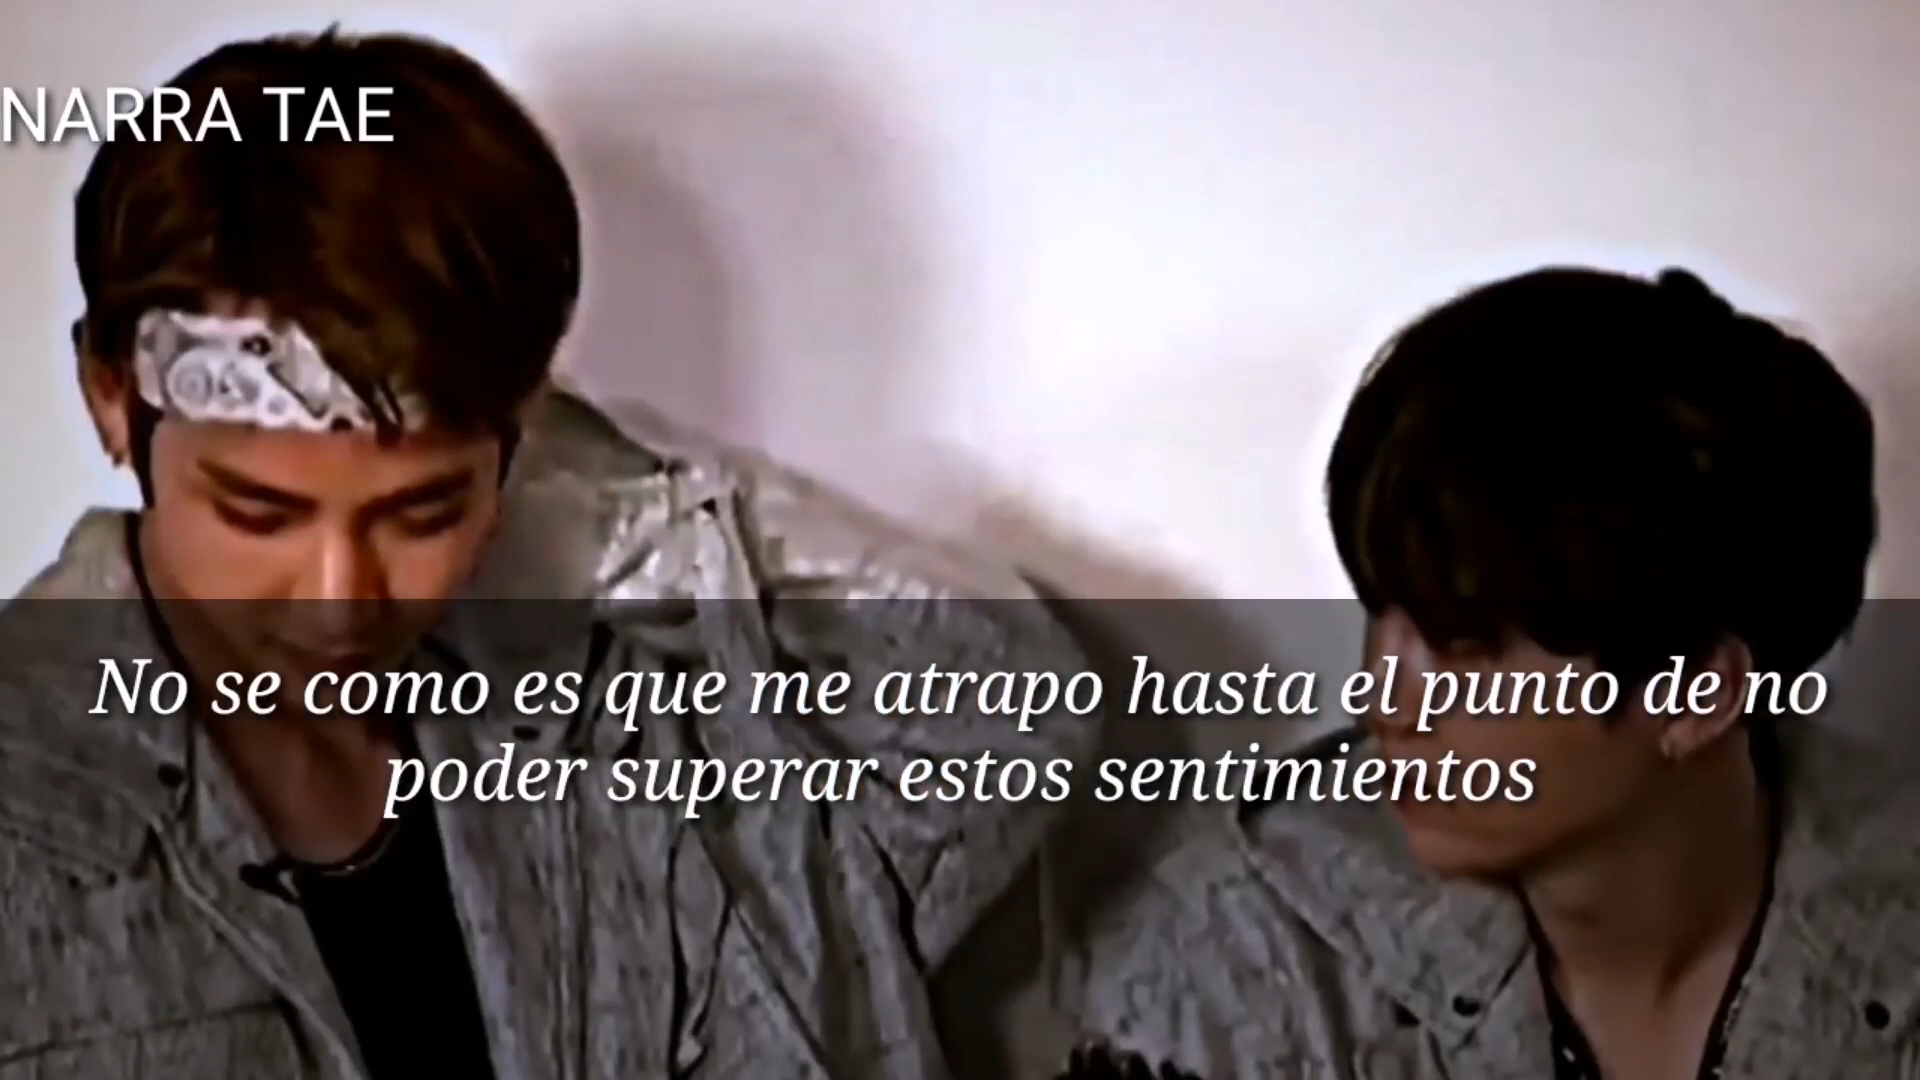 NARRA TAE
No se como es que me atrapo hasta el punto de no
poder superar estos sentimientos